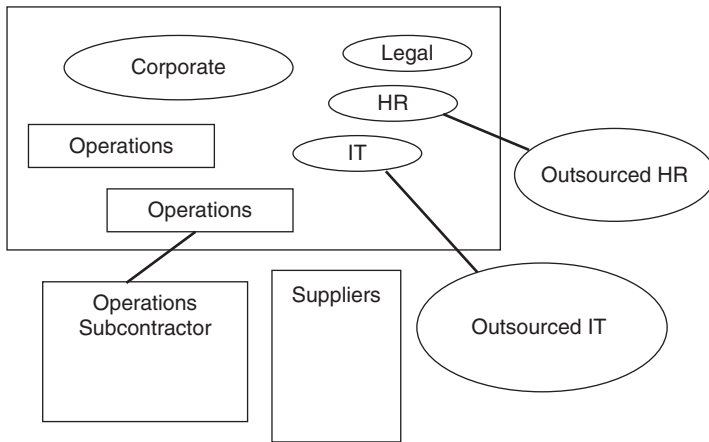 Corporate
Legal
HR
Operations
IT
Outsourced HR
Operations
Operations
Subcontractor
Suppliers
Outsourced IT